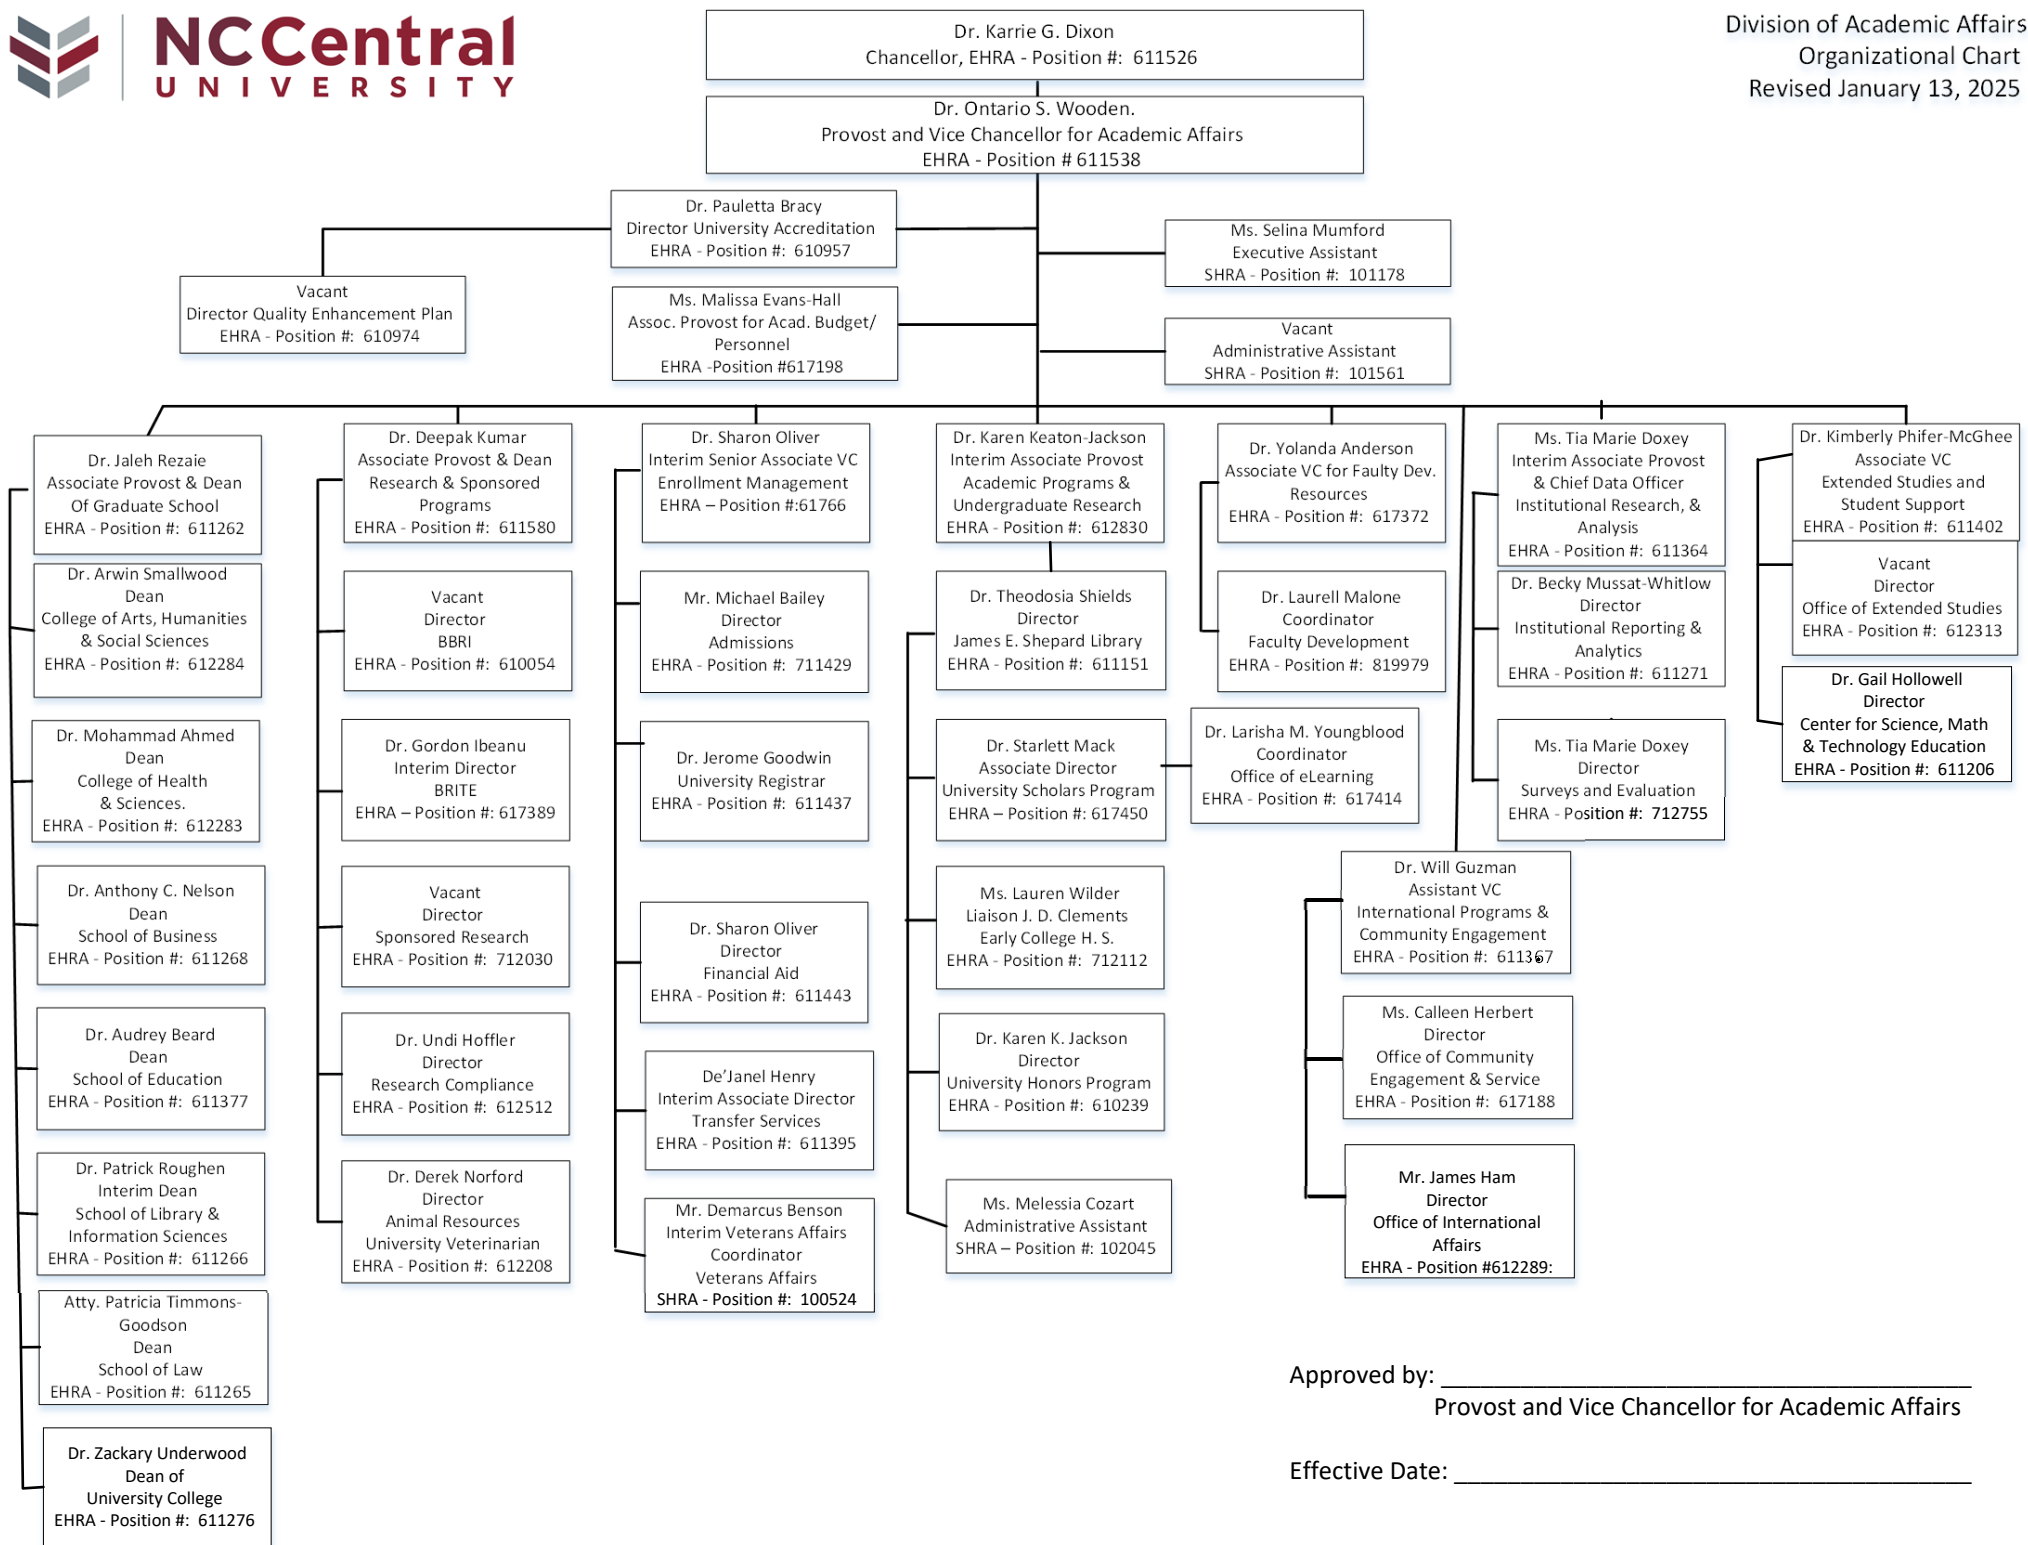 NCCentral
UNIVERSITY
Division of Academic Affairs
Organizational Chart
Revised January 13, 2025
Dr. Karrie G. Dixon
Chancellor, EHRA - Position #: 611526
Dr. Ontario S. Wooden.
Provost and Vice Chancellor for Academic Affairs
EHRA - Position # 611538
Dr. Pauletta Bracy
Director University Accreditation
EHRA - Position #: 610957
Ms. Selina Mumford
Executive Assistant
SHRA - Position #: 101178
Vacant
Director Quality Enhancement Plan
EHRA - Position #: 610974
Ms. Malissa Evans-Hall
Assoc. Provost for Acad. Budget/
Personnel
EHRA -Position #617198
Vacant
Administrative Assistant
SHRA - Position #: 101561
Dr. Jaleh Rezaie
Associate Provost & Dean
Of Graduate School
EHRA - Position #: 611262
Dr. Arwin Smallwood
Dean
College of Arts, Humanities
& Social Sciences
EHRA - Position #: 612284
Dr. Mohammad Ahmed
Dean
College of Health
& Sciences.
EHRA - Position #: 612283
Dr. Anthony C. Nelson
Dean
School of Business
EHRA - Position #: 611268
Dr. Audrey Beard
Dean
School of Education
EHRA - Position #: 611377
Dr. Patrick Roughen
Interim Dean
School of Library &
Information Sciences
EHRA - Position #: 611266
Atty. Patricia Timmons-
Goodson
Dean
School of Law
EHRA - Position #: 611265
Dr. Zackary Underwood
Dean of
University College
EHRA - Position #: 611276
Dr. Deepak Kumar
Associate Provost & Dean
Research & Sponsored
Programs
EHRA - Position #: 611580
Vacant
Director
BBRI
EHRA - Position #: 610054
Dr. Gordon Ibeanu
Interim Director
BRITE
EHRA – Position #: 617389
Vacant
Director
Sponsored Research
EHRA - Position #: 712030
Dr. Undi Hoffler
Director
Research Compliance
EHRA - Position #: 612512
Dr. Derek Norford
Director
Animal Resources
University Veterinarian
EHRA - Position #: 612208
Dr. Sharon Oliver
Interim Senior Associate VC
Enrollment Management
EHRA – Position #:61766
Mr. Michael Bailey
Director
Admissions
EHRA - Position #: 711429
Dr. Jerome Goodwin
University Registrar
EHRA - Position #: 611437
Dr. Sharon Oliver
Director
Financial Aid
EHRA - Position #: 611443
De’Janel Henry
Interim Associate Director
Transfer Services
EHRA - Position #: 611395
Mr. Demarcus Benson
Interim Veterans Affairs
Coordinator
Veterans Affairs
SHRA - Position #: 100524
Dr. Karen Keaton-Jackson
Interim Associate Provost
Academic Programs &
Undergraduate Research
EHRA - Position #: 612830
Dr. Theodosia Shields
Director
James E. Shepard Library
EHRA - Position #: 611151
Dr. Starlett Mack
Associate Director
University Scholars Program
EHRA – Position #: 617450
Dr. Larisha M. Youngblood
Coordinator
Office of eLearning
EHRA - Position #: 617414
Ms. Lauren Wilder
Liaison J. D. Clements
Early College H. S.
EHRA - Position #: 712112
Dr. Karen K. Jackson
Director
University Honors Program
EHRA - Position #: 610239
Ms. Melessia Cozart
Administrative Assistant
SHRA – Position #: 102045
Dr. Yolanda Anderson
Associate VC for Faulty Dev.
Resources
EHRA - Position #: 617372
Dr. Laurell Malone
Coordinator
Faculty Development
EHRA - Position #: 819979
Dr. Will Guzman
Assistant VC
International Programs &
Community Engagement
EHRA - Position #: 611367
Ms. Calleen Herbert
Director
Office of Community
Engagement & Service
EHRA - Position #: 617188
Mr. James Ham
Director
Office of International
Affairs
EHRA - Position #612289:
Ms. Tia Marie Doxey
Interim Associate Provost
& Chief Data Officer
Institutional Research, &
Analysis
EHRA - Position #: 611364
Dr. Becky Mussat-Whitlow
Director
Institutional Reporting &
Analytics
EHRA - Position #: 611271
Ms. Tia Marie Doxey
Director
Surveys and Evaluation
EHRA - Position #: 712755
Dr. Kimberly Phifer-McGhee
Associate VC
Extended Studies and
Student Support
EHRA - Position #: 611402
Vacant
Director
Office of Extended Studies
EHRA - Position #: 612313
Dr. Gail Hollowell
Director
Center for Science, Math
& Technology Education
EHRA - Position #: 611206
Approved by: ______________________________________
Provost and Vice Chancellor for Academic Affairs
Effective Date: _____________________________________